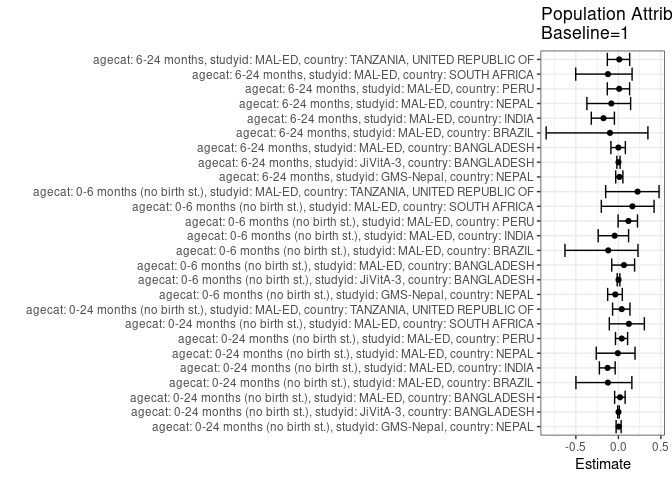 Population Attrib
Baseline=1
agecat: 6-24 months, studyid: MAL-ED, country: TANZANIA, UNITED REPUBLIC OF
agecat: 6-24 months, studyid: MAL-ED, country: SOUTH AFRICA
agecat: 6-24 months, studyid: MAL-ED, country: PERU
agecat: 6-24 months, studyid: MAL-ED, country: NEPAL
agecat: 6-24 months, studyid: MAL-ED, country: INDIA
agecat: 6-24 months, studyid: MAL-ED, country: BRAZIL
agecat: 6-24 months, studyid: MAL-ED, country: BANGLADESH
agecat: 6-24 months, studyid: JiVitA-3, country: BANGLADESH
agecat: 6-24 months, studyid: GMS-Nepal, country: NEPAL
agecat: 0-6 months (no birth st.), studyid: MAL-ED, country: TANZANIA, UNITED REPUBLIC OF
agecat: 0-6 months (no birth st.), studyid: MAL-ED, country: SOUTH AFRICA
agecat: 0-6 months (no birth st.), studyid: MAL-ED, country: PERU
agecat: 0-6 months (no birth st.), studyid: MAL-ED, country: INDIA
agecat: 0-6 months (no birth st.), studyid: MAL-ED, country: BRAZIL
agecat: 0-6 months (no birth st.), studyid: MAL-ED, country: BANGLADESH
agecat: 0-6 months (no birth st.), studyid: JiVitA-3, country: BANGLADESH
agecat: 0-6 months (no birth st.), studyid: GMS-Nepal, country: NEPAL
agecat: 0-24 months (no birth st.), studyid: MAL-ED, country: TANZANIA, UNITED REPUBLIC OF
agecat: 0-24 months (no birth st.), studyid: MAL-ED, country: SOUTH AFRICA
agecat: 0-24 months (no birth st.), studyid: MAL-ED, country: PERU
agecat: 0-24 months (no birth st.), studyid: MAL-ED, country: NEPAL
agecat: 0-24 months (no birth st.), studyid: MAL-ED, country: INDIA
agecat: 0-24 months (no birth st.), studyid: MAL-ED, country: BRAZIL
agecat: 0-24 months (no birth st.), studyid: MAL-ED, country: BANGLADESH
agecat: 0-24 months (no birth st.), studyid: JiVitA-3, country: BANGLADESH
agecat: 0-24 months (no birth st.), studyid: GMS-Nepal, country: NEPAL
-0.5 0.0 0.5
Estimate